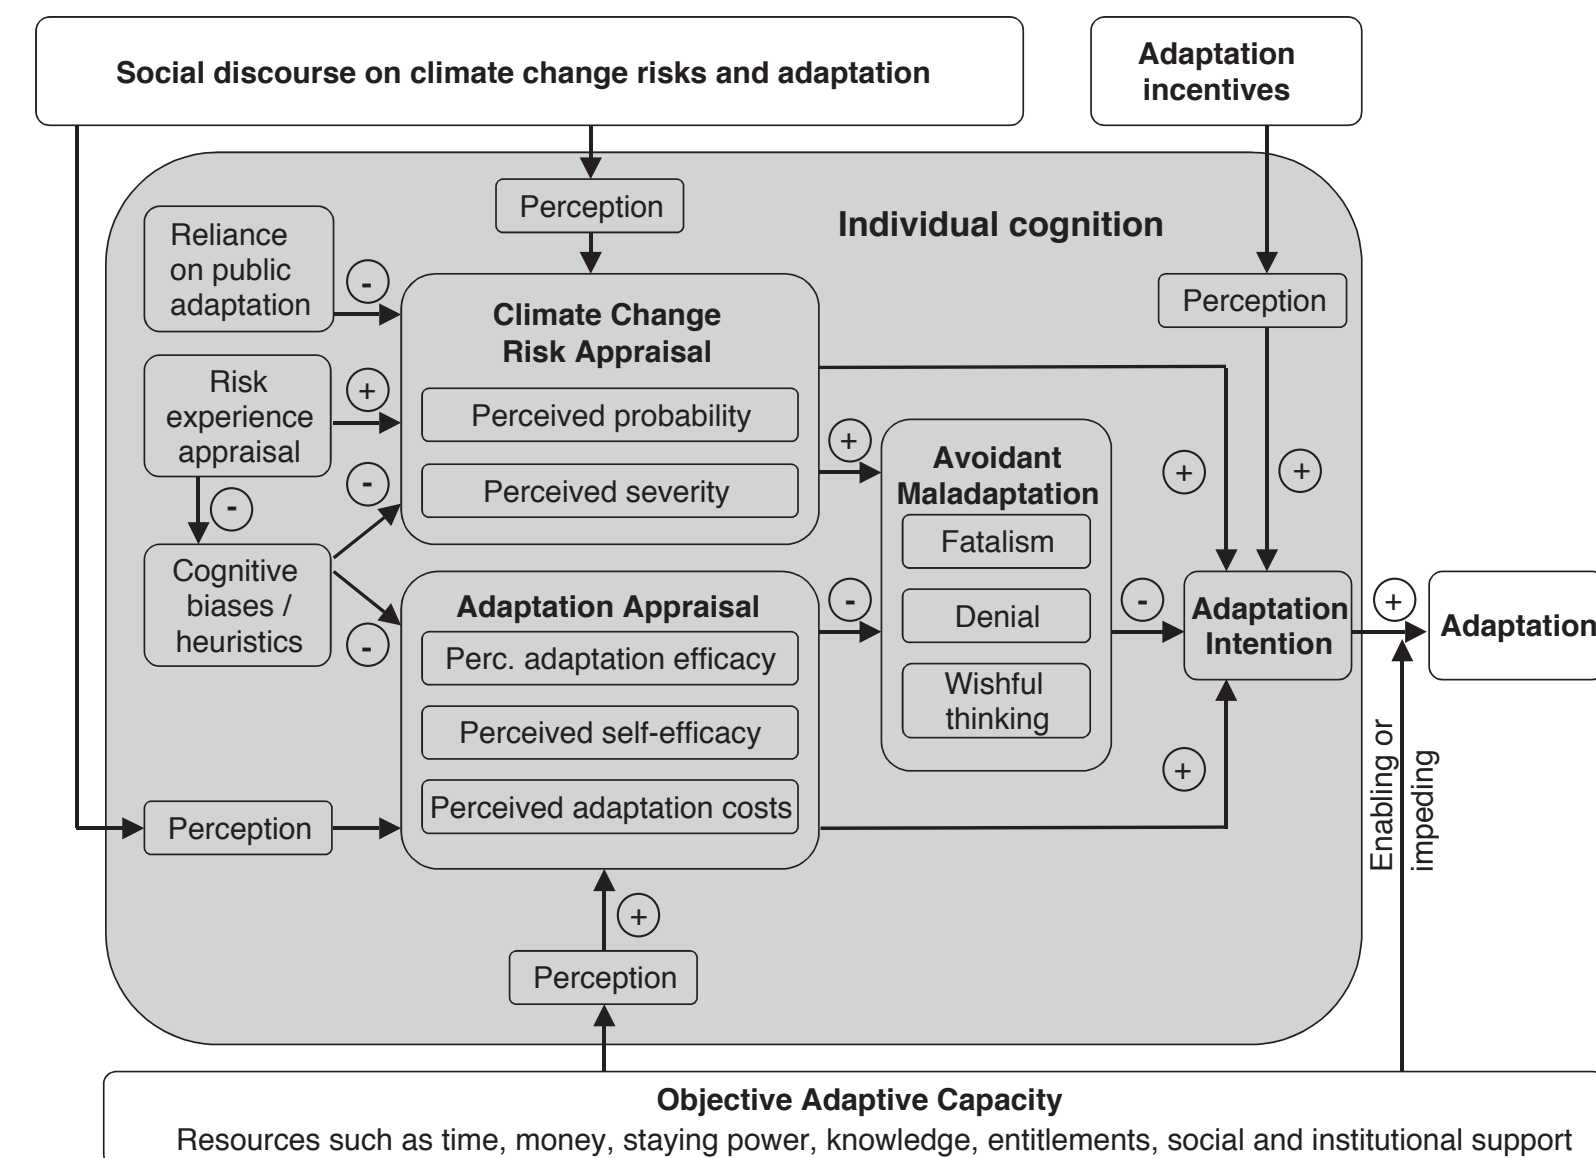 Social discourse on climate change risks and adaptation
Adaptation
incentives
Perception
Individual cognition
Reliance
on public
adaptation
-
Climate Change
Risk Appraisal
Perception
Risk
experience
appraisal
+
Perceived probability
Perceived severity
-
-
+
Avoidant
Maladaptation
Fatalism
Denial
Wishful
thinking
+
+
Cognitive
biases /
heuristics
-
Adaptation Appraisal
Perc. adaptation efficacy
Perceived self-efficacy
Perceived adaptation costs
-
-
Adaptation
Intention
+
Adaptation
+
Enabling or
impeding
Perception
+
Perception
Objective Adaptive Capacity
Resources such as time, money, staying power, knowledge, entitlements, social and institutional support